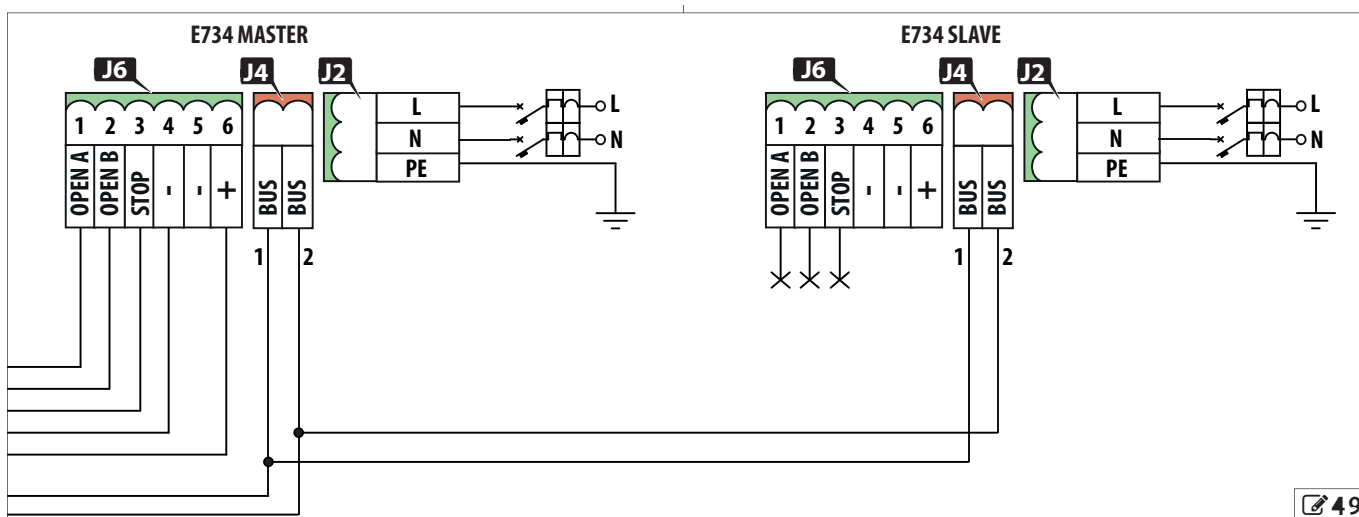 E734 MASTER
E734 SLAVE
J6
J4
J2
J6
J4
J2
1 2 3 4 5 6
OPEN A
OPEN B
STOP
-
-
+
BUS
BUS
1
2
L
N
PE
L
N
1 2 3 4 5 6
OPEN A
OPEN B
STOP
-
-
+
BUS
BUS
1
2
L
N
PE
L
N
49